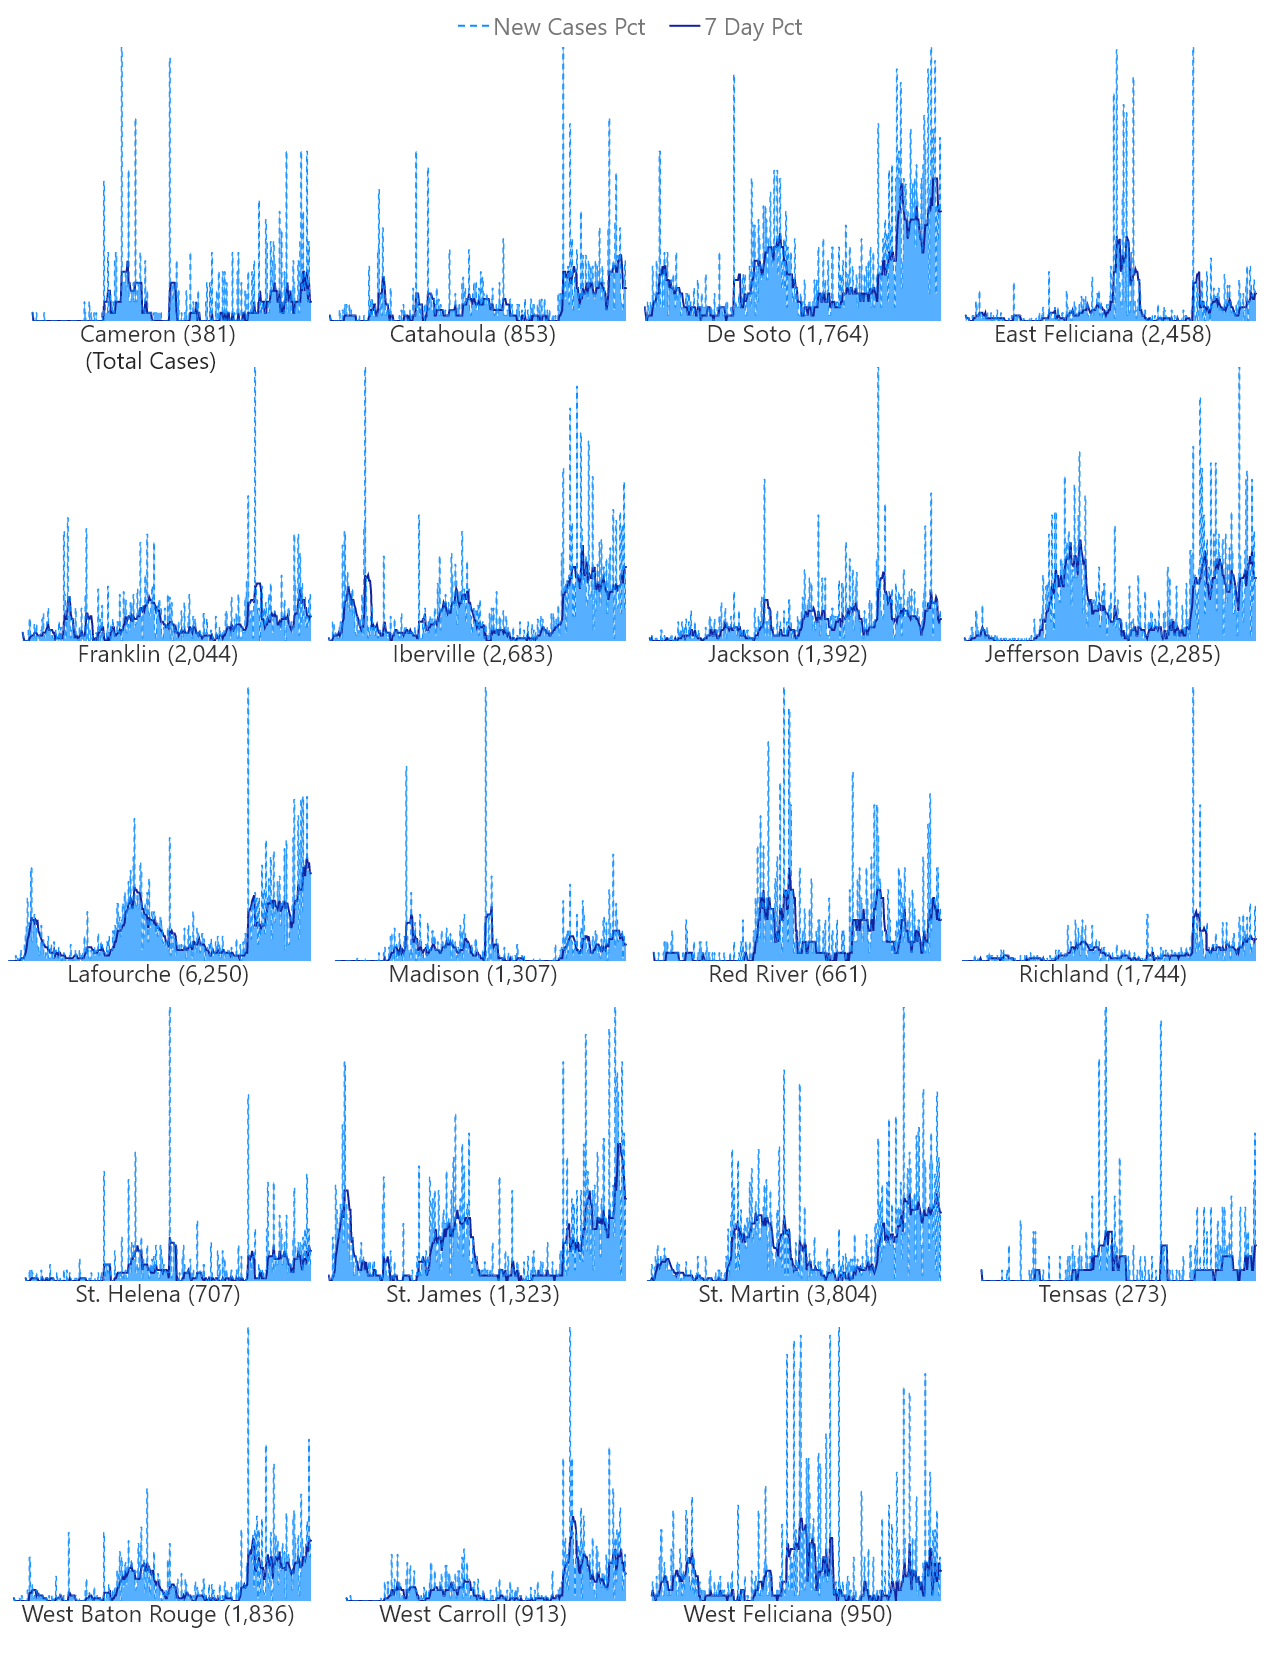 New Cases Pct 7 Day Pct
Cameron (381) Catahoula (853) De Soto (1,764) East Feliciana (2,458)
(Total Cases)
Franklin (2,044) Iberville (2,683) Jackson (1,392) Jefferson Davis (2,285)
Lafourche (6,250) Madison (1,307) Red River (661) Richland (1,744)
St. Helena (707) St. James (1,323) St. Martin (3,804) Tensas (273)
West Baton Rouge (1,836) West Carroll (913) West Feliciana (950)